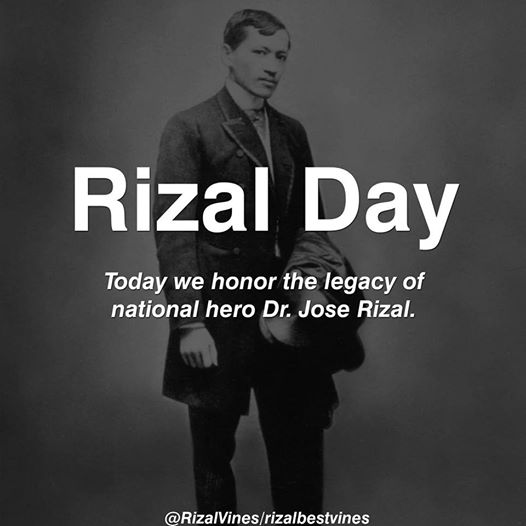 Rizal Day
Today we honor the legacy of
national hero Dr. Jose Rizal.
@RizalVines/rizalbestvines